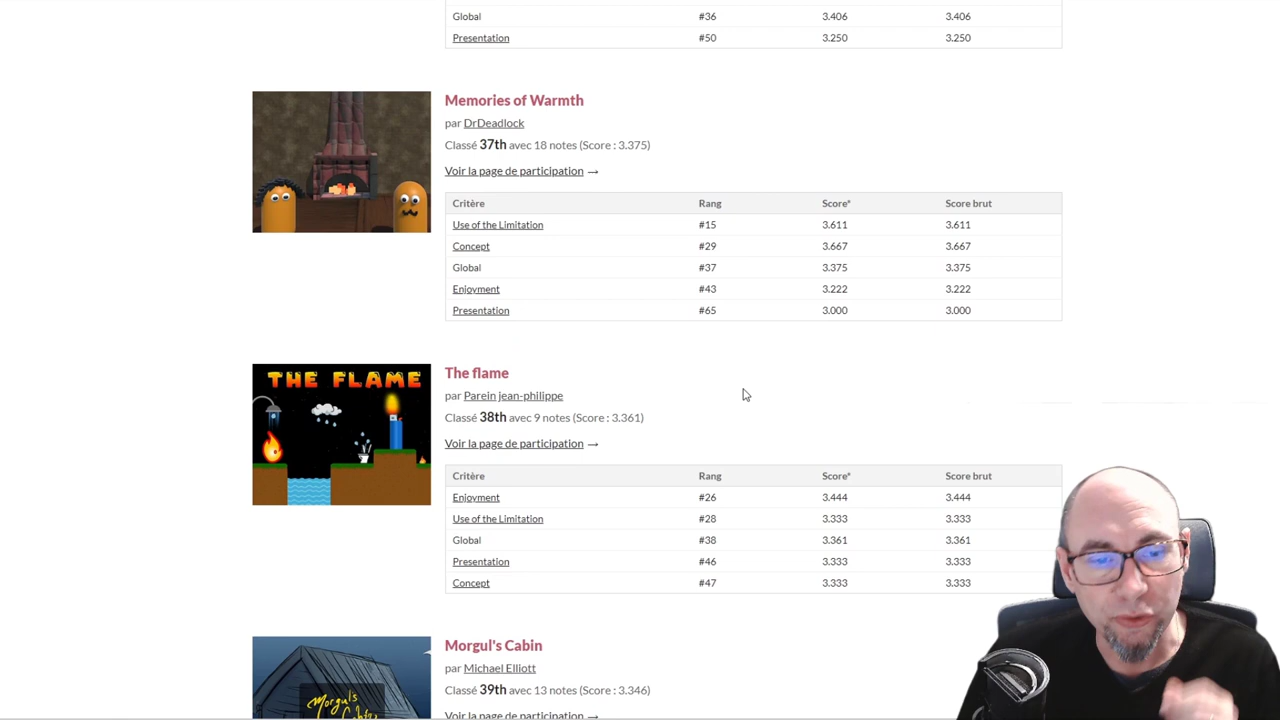 Global #36 3.406 3.406
Presentation #50 3.250 3.250
Memories of Warmth
par DrDeadlock
Classé 37th avec 18 notes (Score : 3.375)
Voir la page de participation →
Critère Rang Score* Score brut
Use of the Limitation #15 3.611 3.611
Concept #29 3.667 3.667
Global #37 3.375 3.375
Enjoyment #43 3.222 3.222
Presentation #65 3.000 3.000
THE FLAME
The flame
par Parein jean-philippe
Classé 38th avec 9 notes (Score : 3.361)
Voir la page de participation →
Critère Rang Score* Score brut
Enjoyment #26 3.444 3.444
Use of the Limitation #28 3.333 3.333
Global #38 3.361 3.361
Presentation #46 3.333 3.333
Concept #47 3.333 3.333
Morgul's
Cabin
Morgul's Cabin
par Michael Elliott
Classé 39th avec 13 notes (Score : 3.346)
Voir la page de participation →